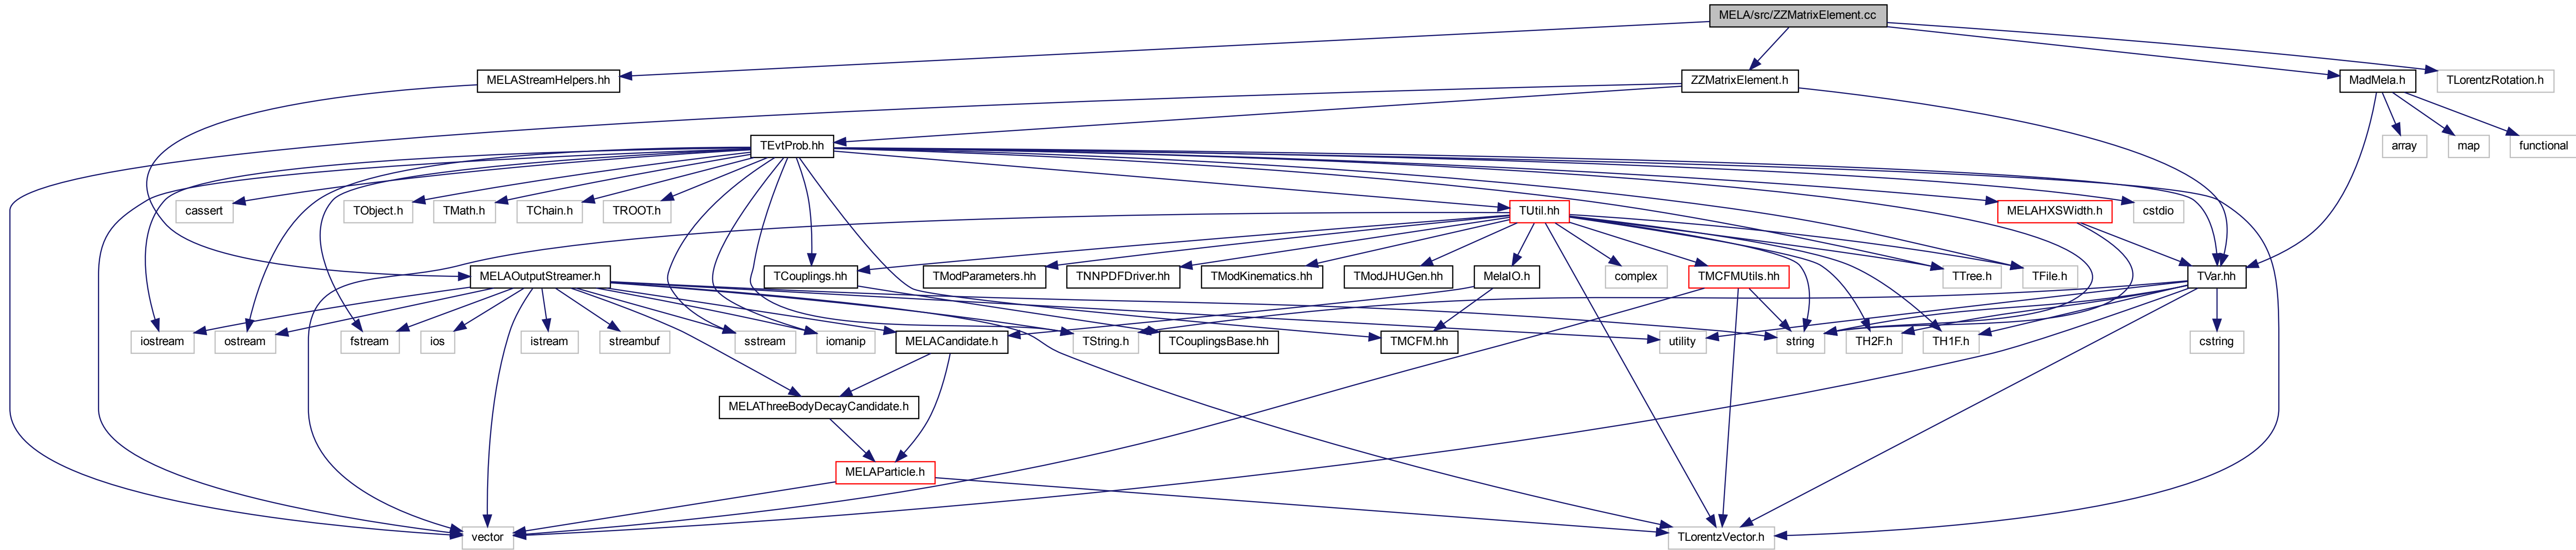 MELA/src/ZZMatrixElement.cc
MELAStreamHelpers.hh
ZZMatrixElement.h
MadMela.h
TLorentzRotation.h
TEvtProb.hh
array
map
functional
cassert
TObject.h
TMath.h
TChain.h
TROOT.h
TUtil.hh
MELAHXSWidth.h
cstdio
MELAOutputStreamer.h
TCouplings.hh
TModParameters.hh
TNNPDFDriver.hh
TModKinematics.hh
TModJHUGen.hh
MelaIO.h
complex
TMCFMUtils.hh
TTree.h
TFile.h
TVar.hh
iostream
ostream
fstream
ios
istream
streambuf
sstream
iomanip
MELACandidate.h
TString.h
TCouplingsBase.hh
TMCFM.hh
utility
string
TH2F.h
TH1F.h
cstring
MELAThreeBodyDecayCandidate.h
MELAParticle.h
vector
TLorentzVector.h